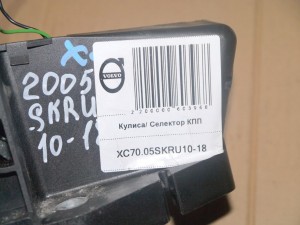 2005
SKRU
10-1
VOLVO
Кулиса/ Селектор КПП
XC70.05SKRU10-18